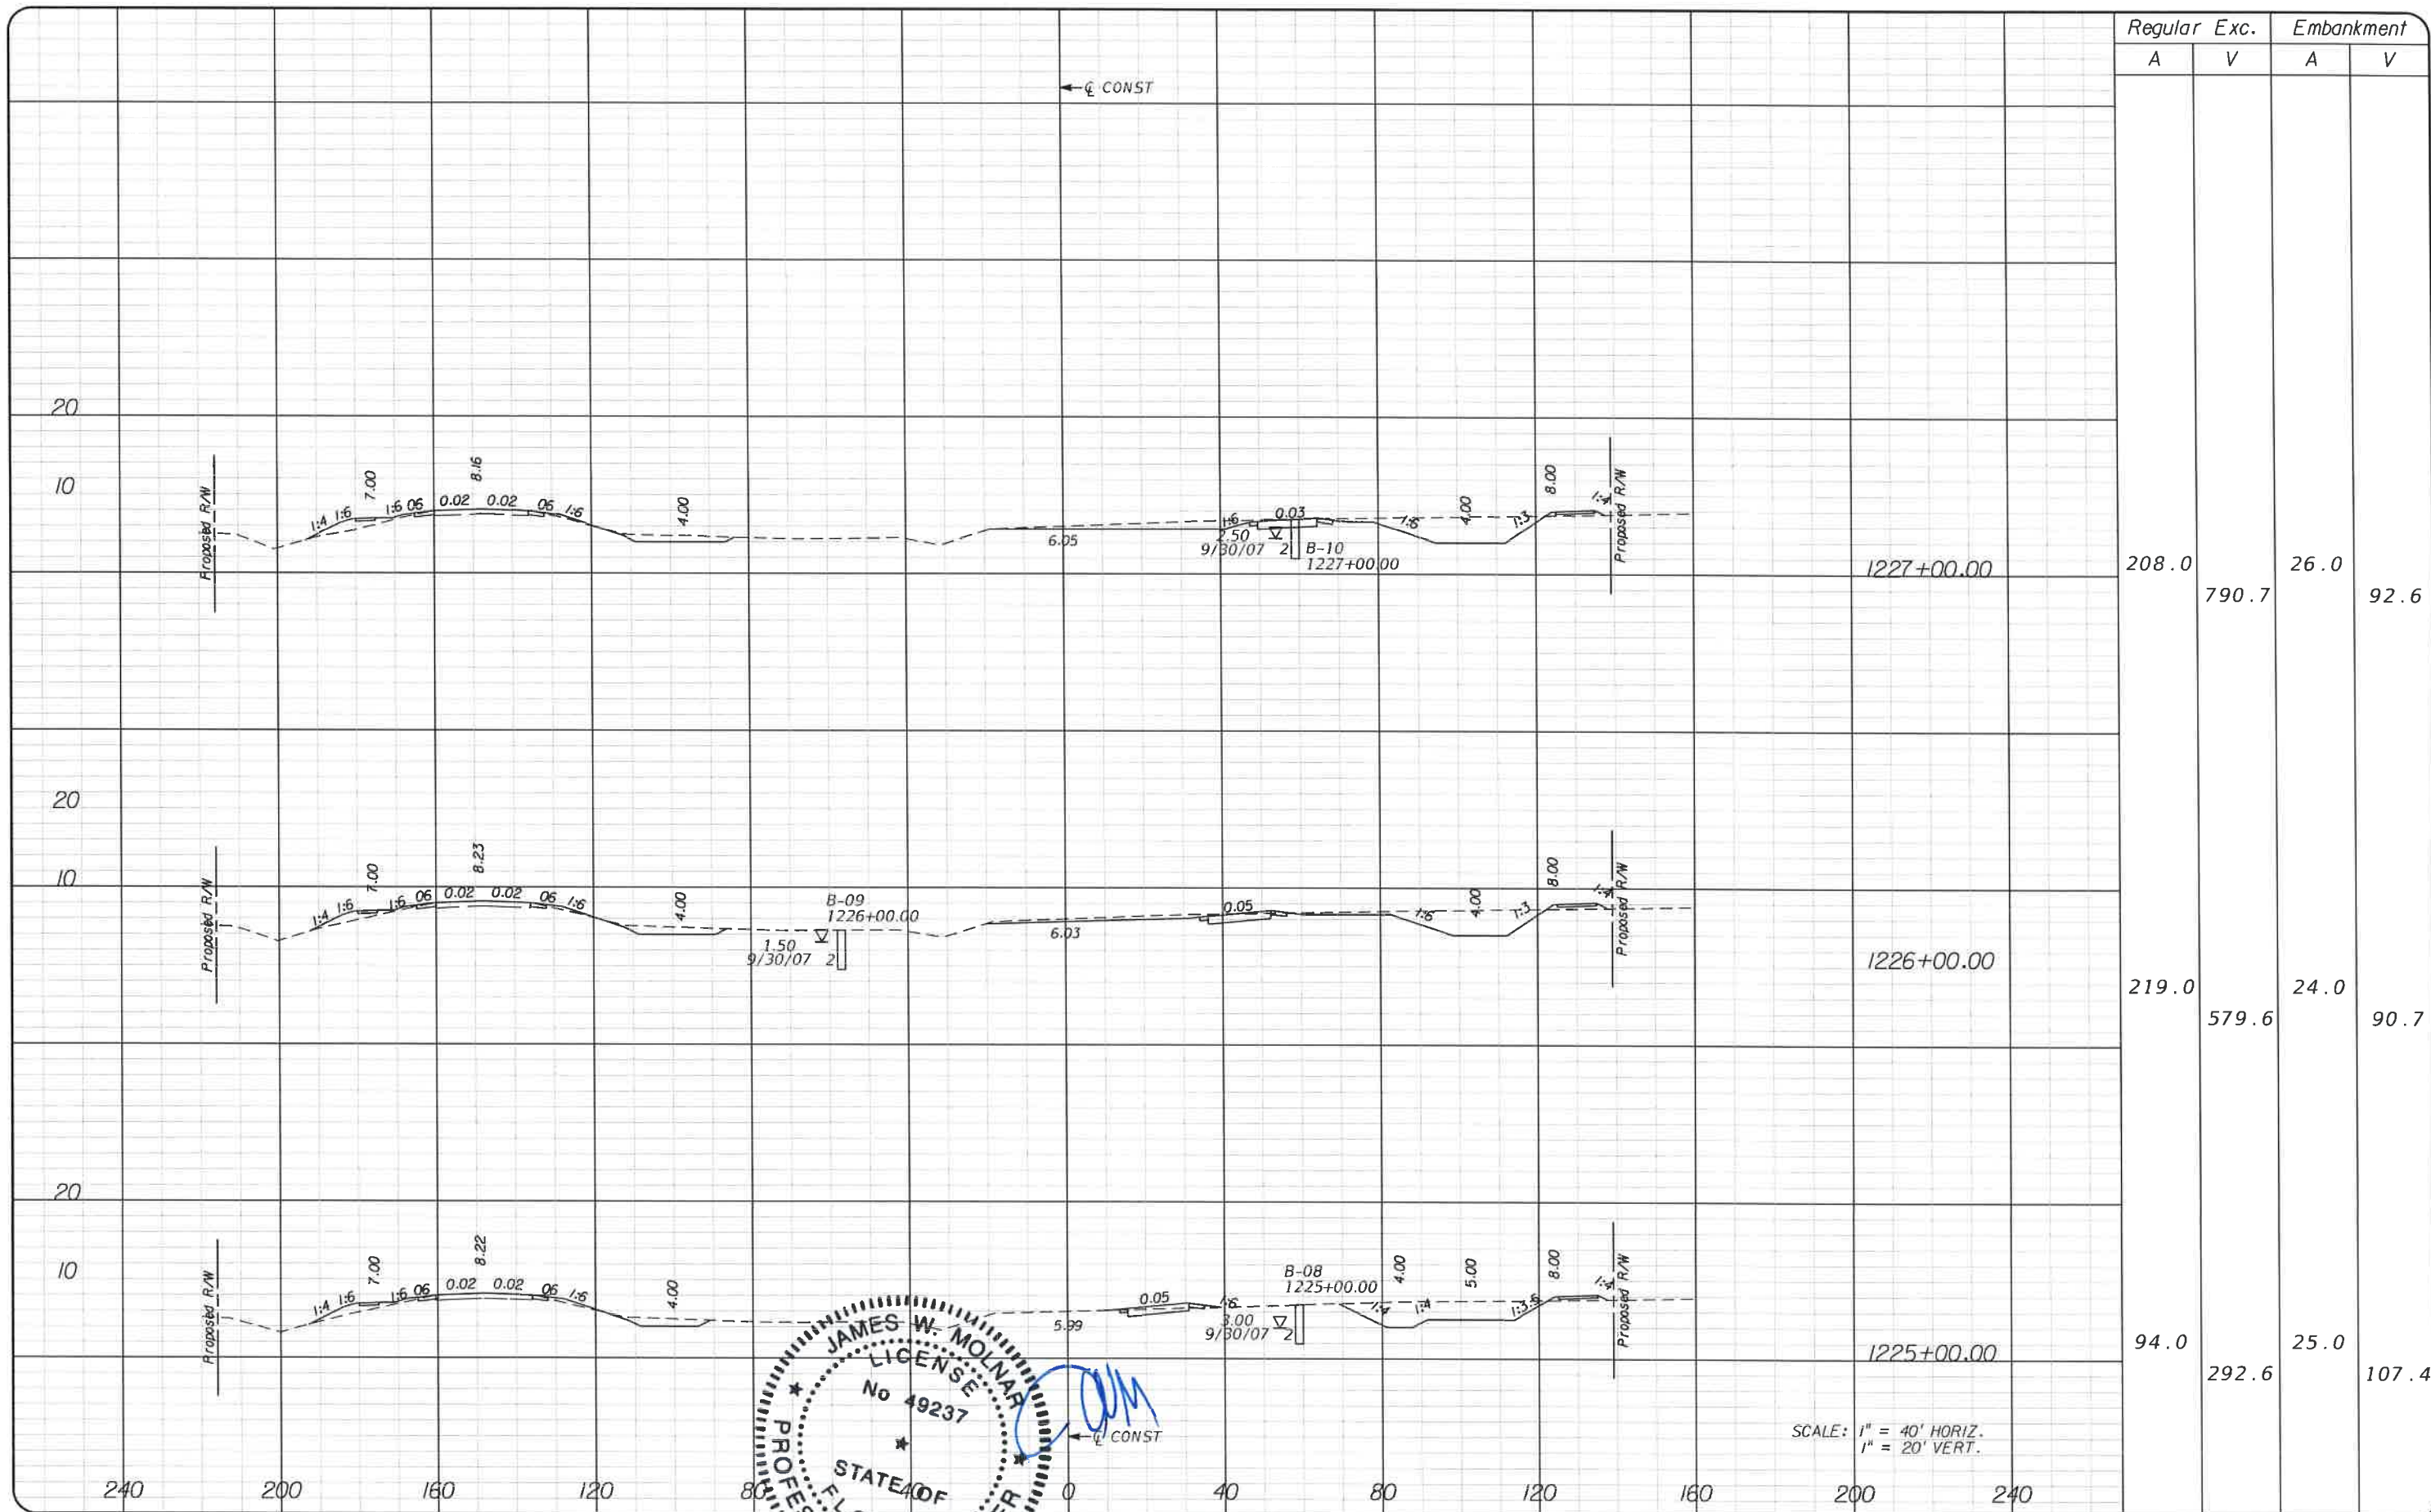 Regular Exc. Embankment
A V A V
℄ CONST
20
10
Proposed R/W
1:4 1:6 7.00 1:6 06 0.02 8.16 0.02 06 1:6
4.00
6.05
1:6 0.03
2.50
9/30/07 2
B-10
1227+00.00
1:6 4.00 1:3 8.00 1:4
Proposed R/W
1227+00.00
208.0 26.0
790.7 92.6
20
10
Proposed R/W
1:4 1:6 7.00 1:6 06 0.02 8.23 0.02 06 1:6
4.00
B-09
1226+00.00
1.50
9/30/07 2
6.03
0.05
1:6 4.00 1:3 8.00 1:4
Proposed R/W
1226+00.00
219.0 24.0
579.6 90.7
20
10
Proposed R/W
1:4 1:6 7.00 1:6 06 0.02 8.22 0.02 06 1:6
4.00
5.99
0.05 1:6
3.00
9/30/07 2
B-08
1225+00.00
1:4 4.00 1:4 5.00 1:3.5 8.00 1:4
Proposed R/W
1225+00.00
94.0 25.0
292.6 107.4
JAMES W. MOLNAR
LICENSE
No 49237
STATE OF
℄ CONST
SCALE: 1" = 40' HORIZ.
1" = 20' VERT.
240 200 160 120 80 40 0 40 80 120 160 200 240